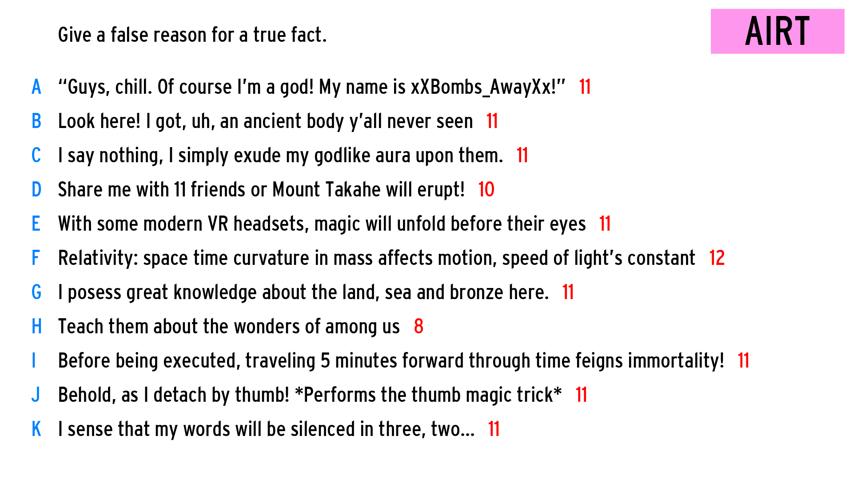 Give a false reason for a true fact.
AIRT
A "Guys, chill. Of course I'm a god! My name is xXBombs_AwayXx!" 11
B Look here! I got, uh, an ancient body y'all never seen 11
C I say nothing, I simply exude my godlike aura upon them. 11
D Share me with 11 friends or Mount Takahe will erupt! 10
E With some modern VR headsets, magic will unfold before their eyes 11
F Relativity: space time curvature in mass affects motion, speed of light's constant 12
G I posess great knowledge about the land, sea and bronze here. 11
H Teach them about the wonders of among us 8
I Before being executed, traveling 5 minutes forward through time feigns immortality! 11
J Behold, as I detach by thumb! *Performs the thumb magic trick* 11
K I sense that my words will be silenced in three, two... 11